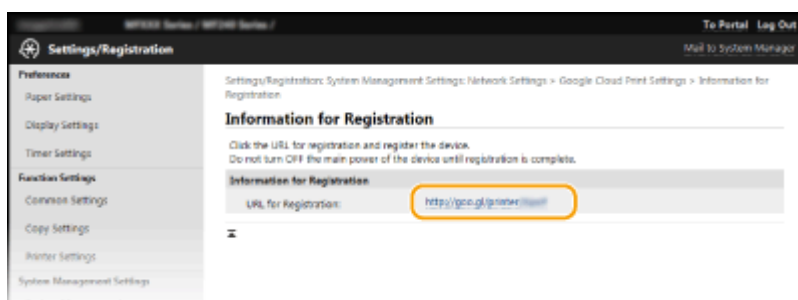 MFXXX Series / MF240 Series /
To Portal Log Out
Settings/Registration
Mail to System Manager
Preferences
Paper Settings
Display Settings
Timer Settings
Function Settings
Common Settings
Copy Settings
Printer Settings
System Management Settings
Settings/Registration: System Management Settings: Network Settings > Google Cloud Print Settings > Information for
Registration
Information for Registration
Click the URL for registration and register the device.
Do not turn OFF the main power of the device until registration is complete.
Information for Registration
URL for Registration:
http://goo.gl/printer/